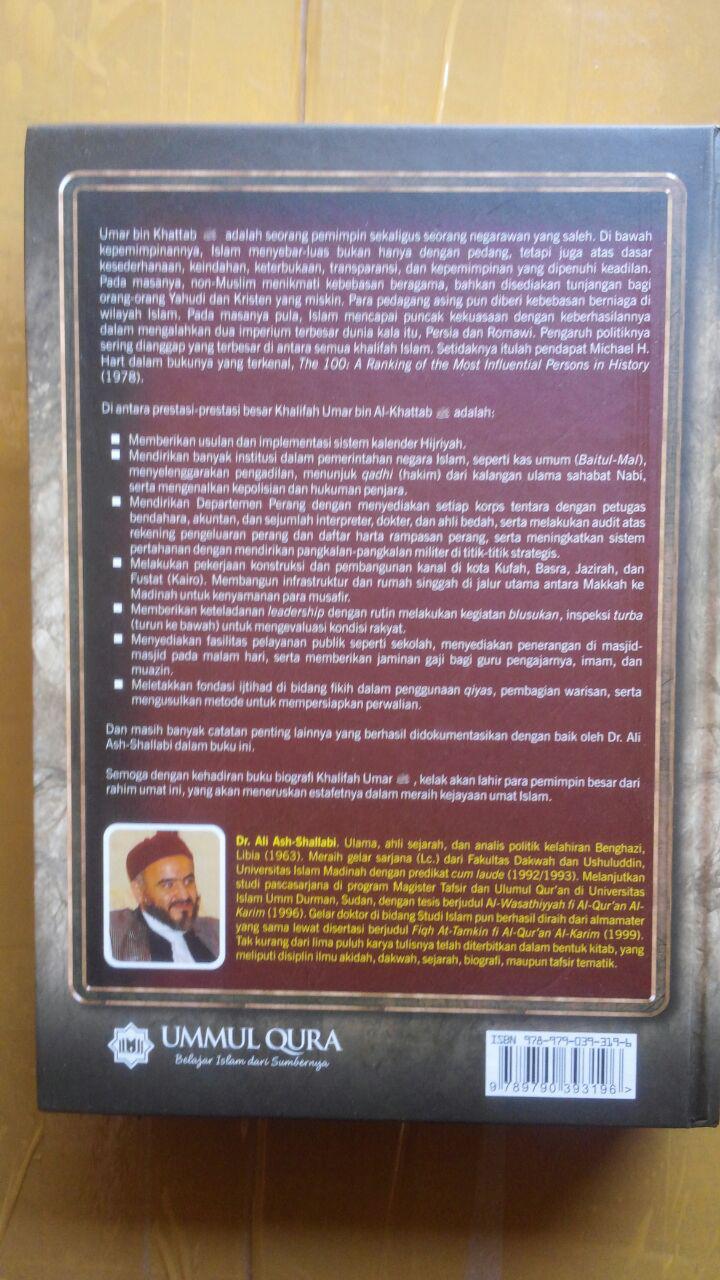 Umar bin Khattab adalah seorang pemimpin sekaligus seorang negarawan yang saleh. Di bawah
kepemimpinannya, Islam menyebar-luas bukan hanya dengan pedang, tetapi juga atas dasar
kesederhanaan, keindahan, keterbukaan, transparansi, dan kepemimpinan yang dipenuhi keadilan.
Pada masanya, non-Muslim menikmati kebebasan beragama, bahkan disediakan tunjangan bagi
orang-orang Yahudi dan Kristen yang miskin. Para pedagang asing pun diberi kebebasan berniaga di
wilayah Islam. Pada masanya pula, Islam mencapai puncak kekuasaan dengan keberhasilannya
dalam mengalahkan dua imperium terbesar dunia kala itu, Persia dan Romawi. Pengaruh politiknya
sering dianggap yang terbesar di antara semua khalifah Islam. Setidaknya itulah pendapat Michael H.
Hart dalam bukunya yang terkenal, The 100: A Ranking of the Most Influential Persons in History
(1978).
Di antara prestasi-prestasi besar Khalifah Umar bin Al-Khattab adalah:
■ Memberikan usulan dan implementasi sistem kalender Hijriyah.
■ Mendirikan banyak institusi dalam pemerintahan negara Islam, seperti kas umum (Baitul-Mal),
menyelenggarakan pengadilan, menunjuk qadhi (hakim) dari kalangan ulama sahabat Nabi,
serta mengenalkan kepolisian dan hukuman penjara.
■ Mendirikan Departemen Perang dengan menyediakan setiap korps tentara dengan petugas
bendahara, akuntan, dan sejumlah interpreter, dokter, dan ahli bedah, serta melakukan audit atas
rekening pengeluaran perang dan daftar harta rampasan perang, serta meningkatkan sistem
pertahanan dengan mendirikan pangkalan-pangkalan militer di titik-titik strategis.
■ Melakukan pekerjaan konstruksi dan pembangunan kanal di kota Kufah, Basra, Jazirah, dan
Fustat (Kairo). Membangun infrastruktur dan rumah singgah di jalur utama antara Makkah ke
Madinah untuk kenyamanan para musafir.
■ Memberikan keteladanan leadership dengan rutin melakukan kegiatan blusukan, inspeksi turba
(turun ke bawah) untuk mengevaluasi kondisi rakyat.
■ Menyediakan fasilitas pelayanan publik seperti sekolah, menyediakan penerangan di masjid-
masjid pada malam hari, serta memberikan jaminan gaji bagi guru pengajarnya, imam, dan
muazin.
■ Meletakkan fondasi ijtihad di bidang fikih dalam penggunaan qiyas, pembagian warisan, serta
mengusulkan metode untuk mempersiapkan perwalian.
Dan masih banyak catatan penting lainnya yang berhasil didokumentasikan dengan baik oleh Dr. Ali
Ash-Shallabi dalam buku ini.
Semoga dengan kehadiran buku biografi Khalifah Umar , kelak akan lahir para pemimpin besar dari
rahim umat ini, yang akan meneruskan estafetnya dalam meraih kejayaan umat Islam.
Dr. Ali Ash-Shallabi. Ulama, ahli sejarah, dan analis politik kelahiran Benghazi,
Libia (1963). Meraih gelar sarjana (Lc.) dari Fakultas Dakwah dan Ushuluddin,
Universitas Islam Madinah dengan predikat cum laude (1992/1993). Melanjutkan
studi pascasarjana di program Magister Tafsir dan Ulumul Qur'an di Universitas
Islam Umm Durman, Sudan, dengan tesis berjudul Al-Wasathiyyah fi Al-Qur'an Al-
Karim (1996). Gelar doktor di bidang Studi Islam pun berhasil diraih dari almamater
yang sama lewat disertasi berjudul Fiqh At-Tamkin fi Al-Qur'an Al-Karim (1999).
Tak kurang dari lima puluh karya tulisnya telah diterbitkan dalam bentuk kitab, yang
meliputi disiplin ilmu akidah, dakwah, sejarah, biografi, maupun tafsir tematik.
UMMUL QURA
Belajar Islam dari Sumbernya
ISBN 978-979-039-319-6
9 789790 393196 >